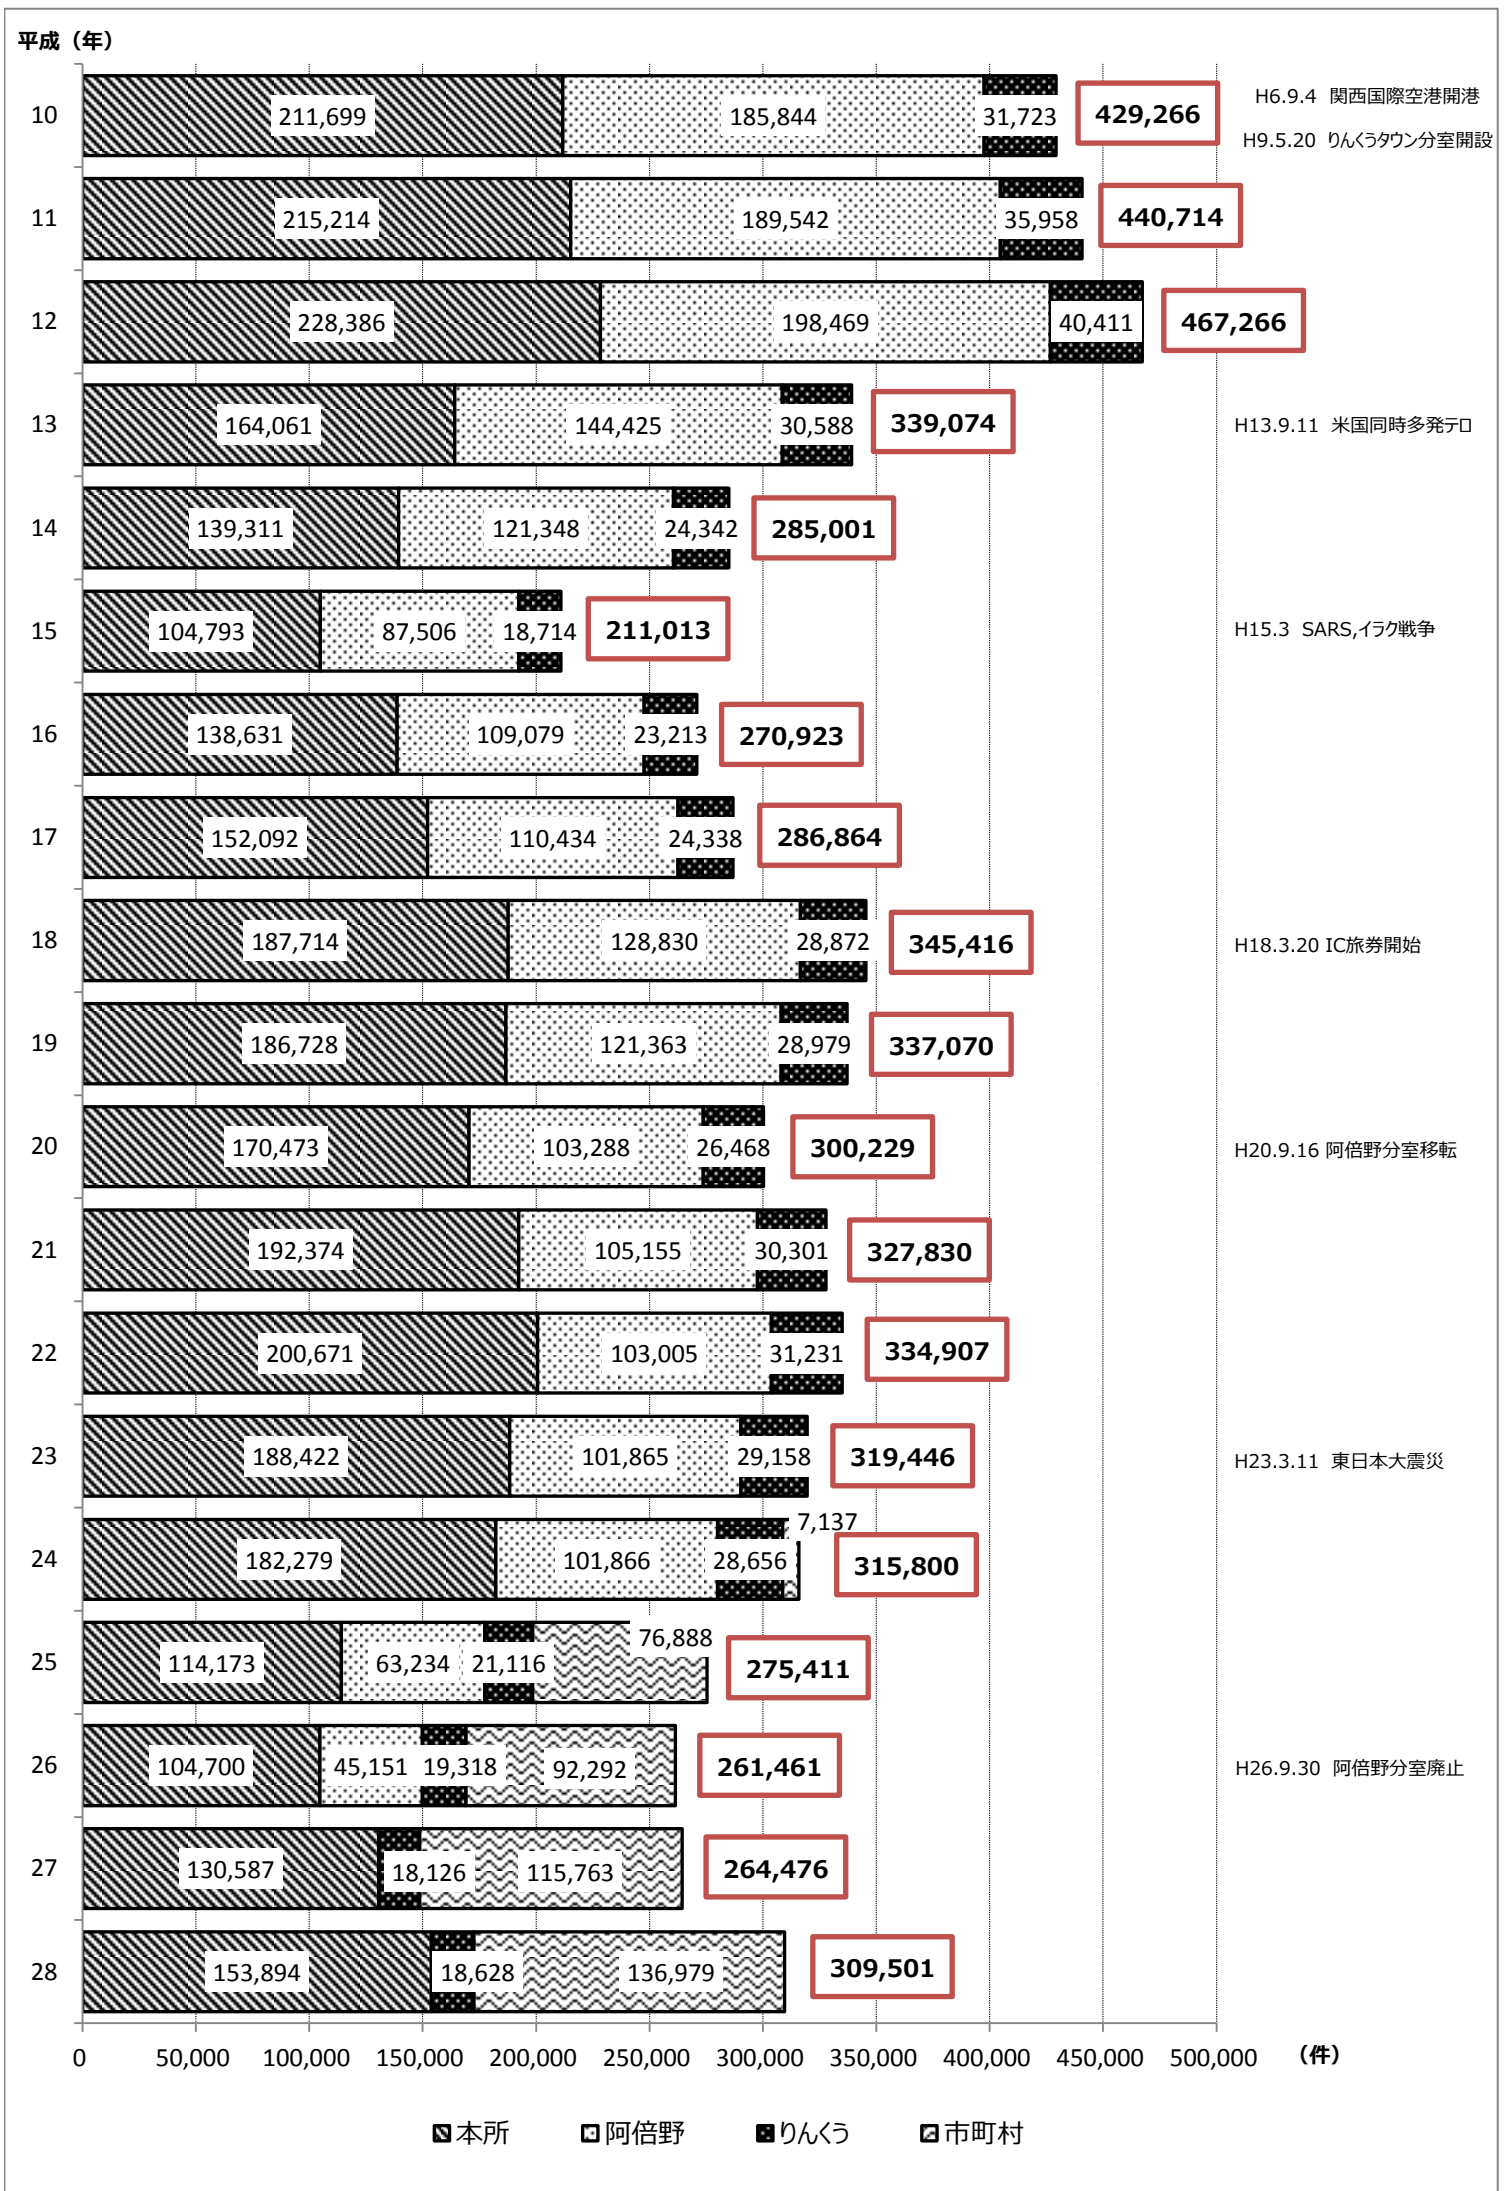 平成（年）
10 211,699 185,844 31,723 429,266 H6.9.4 関西国際空港開港
H9.5.20 りんくうタウン分室開設
11 215,214 189,542 35,958 440,714
12 228,386 198,469 40,411 467,266
13 164,061 144,425 30,588 339,074 H13.9.11 米国同時多発テロ
14 139,311 121,348 24,342 285,001
15 104,793 87,506 18,714 211,013 H15.3 SARS,イラク戦争
16 138,631 109,079 23,213 270,923
17 152,092 110,434 24,338 286,864
18 187,714 128,830 28,872 345,416 H18.3.20 IC旅券開始
19 186,728 121,363 28,979 337,070
20 170,473 103,288 26,468 300,229 H20.9.16 阿倍野分室移転
21 192,374 105,155 30,301 327,830
22 200,671 103,005 31,231 334,907
23 188,422 101,865 29,158 319,446 H23.3.11 東日本大震災
24 182,279 101,866 28,656 7,137 315,800
25 114,173 63,234 21,116 76,888 275,411
26 104,700 45,151 19,318 92,292 261,461 H26.9.30 阿倍野分室廃止
27 130,587 18,126 115,763 264,476
28 153,894 18,628 136,979 309,501
0 50,000 100,000 150,000 200,000 250,000 300,000 350,000 400,000 450,000 500,000 （件）
本所 阿倍野 りんくう 市町村